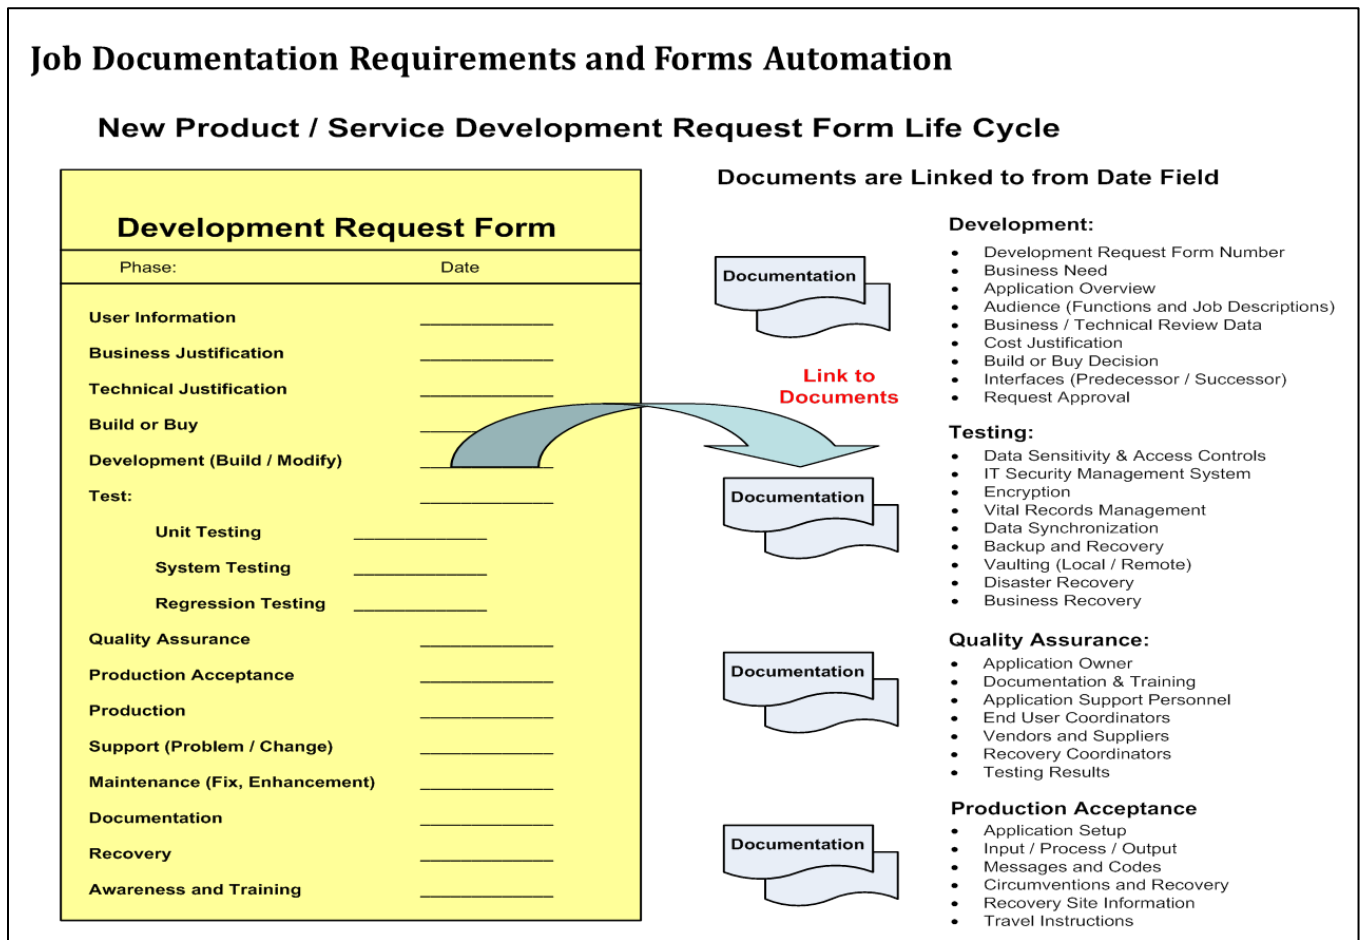 Job Documentation Requirements and Forms Automation
New Product / Service Development Request Form Life Cycle
Development Request Form
Phase: Date
User Information
Business Justification
Technical Justification
Build or Buy
Development (Build / Modify)
Test:
Unit Testing
System Testing
Regression Testing
Quality Assurance
Production Acceptance
Production
Support (Problem / Change)
Maintenance (Fix, Enhancement)
Documentation
Recovery
Awareness and Training
Documents are Linked to from Date Field
Documentation
Link to
Documents
Documentation
Documentation
Documentation
Development:
• Development Request Form Number
• Business Need
• Application Overview
• Audience (Functions and Job Descriptions)
• Business / Technical Review Data
• Cost Justification
• Build or Buy Decision
• Interfaces (Predecessor / Successor)
• Request Approval
Testing:
• Data Sensitivity & Access Controls
• IT Security Management System
• Encryption
• Vital Records Management
• Data Synchronization
• Backup and Recovery
• Vaulting (Local / Remote)
• Disaster Recovery
• Business Recovery
Quality Assurance:
• Application Owner
• Documentation & Training
• Application Support Personnel
• End User Coordinators
• Vendors and Suppliers
• Recovery Coordinators
• Testing Results
Production Acceptance
• Application Setup
• Input / Process / Output
• Messages and Codes
• Circumventions and Recovery
• Recovery Site Information
• Travel Instructions